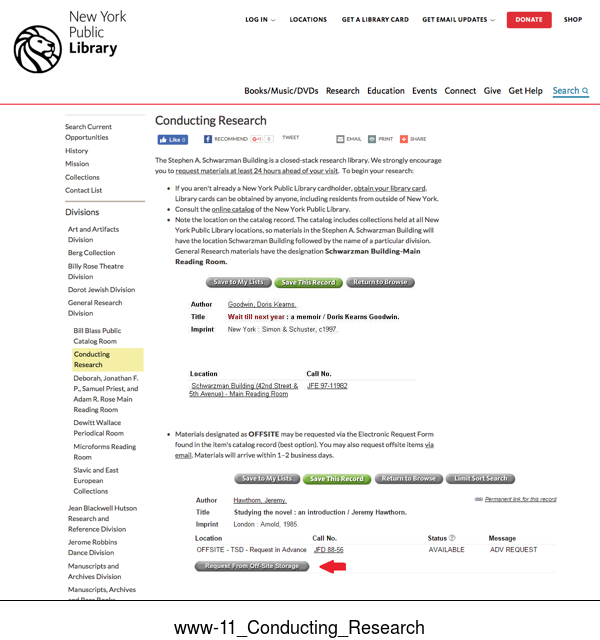 New York
Public
Library
LOG IN
LOCATIONS
GET A LIBRARY CARD
GET EMAIL UPDATES
DONATE
SHOP
Books/Music/DVDs Research Education Events Connect Give Get Help Search
Search Current
Opportunities
History
Mission
Collections
Contact List
Divisions
Art and Artifacts
Division
Berg Collection
Billy Rose Theatre
Division
Dorot Jewish Division
General Research
Division
Bill Blass Public
Catalog Room
Conducting
Research
Deborah, Jonathan F.
P., Samuel Priest, and
Adam R. Rose Main
Reading Room
Dewitt Wallace
Periodical Room
Microforms Reading
Room
Slavic and East
European
Collections
Jean Blackwell Hutson
Research and
Reference Division
Jerome Robbins
Dance Division
Manuscripts and
Archives Division
Manuscripts, Archives
and Rare Books
Conducting Research
Like 0
RECOMMEND
G+1 0
TWEET
EMAIL
PRINT
SHARE
The Stephen A. Schwarzman Building is a closed-stack research library. We strongly encourage
you to request materials at least 24 hours ahead of your visit. To begin your research:
• If you aren't already a New York Public Library cardholder, obtain your library card.
Library cards can be obtained by anyone, including residents from outside of New York.
• Consult the online catalog of the New York Public Library.
• Note the location on the catalog record. The catalog includes collections held at all New
York Public Library locations, so materials in the Stephen A. Schwarzman Building will
have the location Schwarzman Building followed by the name of a particular division.
General Research materials have the designation Schwarzman Building-Main
Reading Room.
Save to My Lists Save This Record Return to Browse
Author Goodwin, Doris Kearns.
Title Wait till next year : a memoir / Doris Kearns Goodwin.
Imprint New York : Simon & Schuster, c1997.
Location Call No.
Schwarzman Building (42nd Street & JFE 97-11982
5th Avenue) - Main Reading Room
• Materials designated as OFFSITE may be requested via the Electronic Request Form
found in the item's catalog record (best option). You may also request offsite items via
email. Materials will arrive within 1–2 business days.
Save to My Lists Save This Record Return to Browse Limit Sort Search
Author Hawthorn, Jeremy. Permanent link for this record
Title Studying the novel : an introduction / Jeremy Hawthorn.
Imprint London : Arnold, 1985.
Location Call No. Status ? Message
OFFSITE - TSD - Request in Advance JFD 88-56 AVAILABLE ADV REQUEST
Request From Off-Site Storage
www-11_Conducting_Research